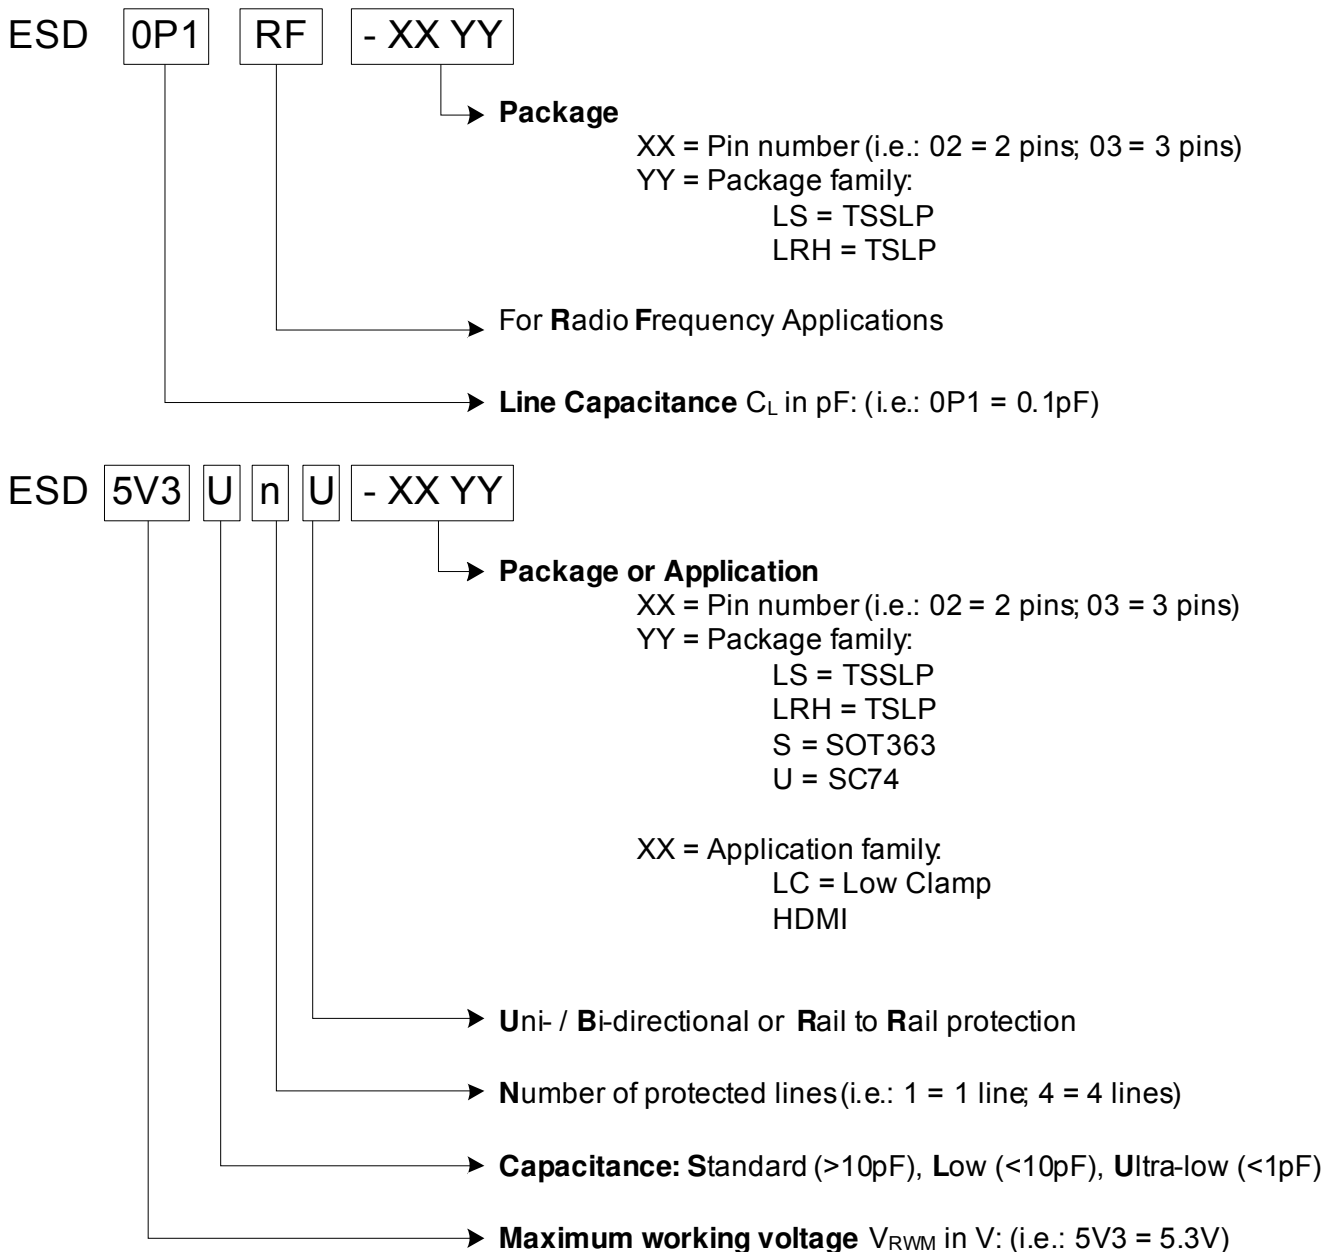 ESD 0P1 RF - XX YY
Package
XX = Pin number (i.e.: 02 = 2 pins; 03 = 3 pins)
YY = Package family:
LS = TSSLP
LRH = TSLP
For Radio Frequency Applications
Line Capacitance CL in pF: (i.e.: 0P1 = 0.1pF)
ESD 5V3 U n U - XX YY
Package or Application
XX = Pin number (i.e.: 02 = 2 pins; 03 = 3 pins)
YY = Package family:
LS = TSSLP
LRH = TSLP
S = SOT363
U = SC74
XX = Application family:
LC = Low Clamp
HDMI
Uni- / Bi-directional or Rail to Rail protection
Number of protected lines (i.e.: 1 = 1 line; 4 = 4 lines)
Capacitance: Standard (>10pF), Low (<10pF), Ultra-low (<1pF)
Maximum working voltage VRWM in V: (i.e.: 5V3 = 5.3V)